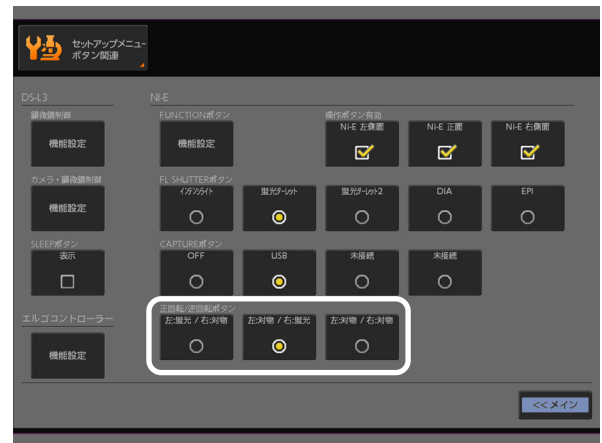 セットアップメニュー
ボタン関連
DS-L3
Ni-E
顕微鏡制御
FUNCTIONボタン
操作ボタン有効
機能設定
機能設定
Ni-E 左側面
Ni-E 正面
Ni-E 右側面
カメラ・顕微鏡制御
FL SHUTTERボタン
機能設定
インテンシライト
蛍光ターレット
蛍光ターレット2
DIA
EPI
SLEEPボタン
CAPTUREボタン
表示
OFF
USB
未接続
未接続
エルゴコントローラー
正回転/逆回転ボタン
機能設定
左:蛍光 / 右:対物
左:対物 / 右:蛍光
左:対物 / 右:対物
<< メイン